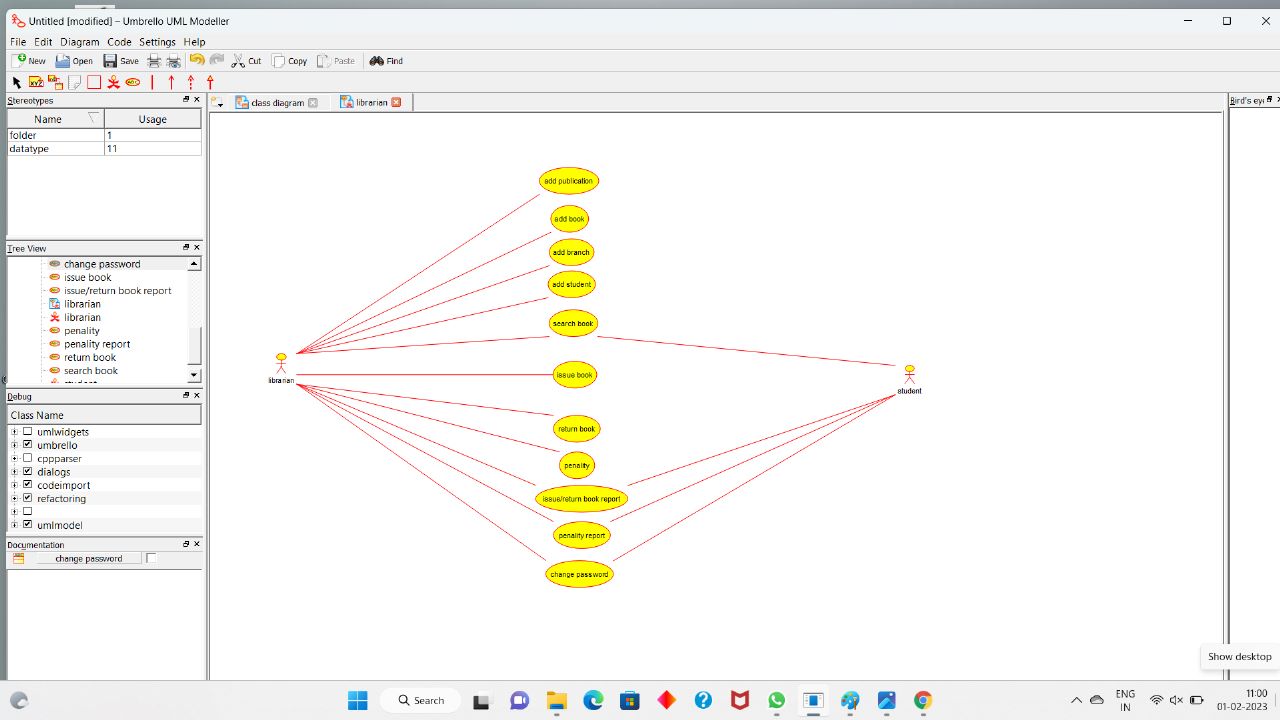 Untitled [modified] – Umbrello UML Modeller
File Edit Diagram Code Settings Help
New Open Save Cut Copy Paste Find
Stereotypes
Name Usage
folder 1
datatype 11
Tree View
change password
issue book
issue/return book report
librarian
librarian
penality
penality report
return book
search book
Debug
Class Name
umlwidgets
umbrello
cppparser
dialogs
codeimport
refactoring
umlmodel
Documentation
change password
class diagram librarian
Bird's ey
add publication
add book
add branch
add student
search book
librarian
issue book
student
return book
penality
issue/return book report
penality report
change password
Show desktop
Search
ENG
IN
11:00
01-02-2023